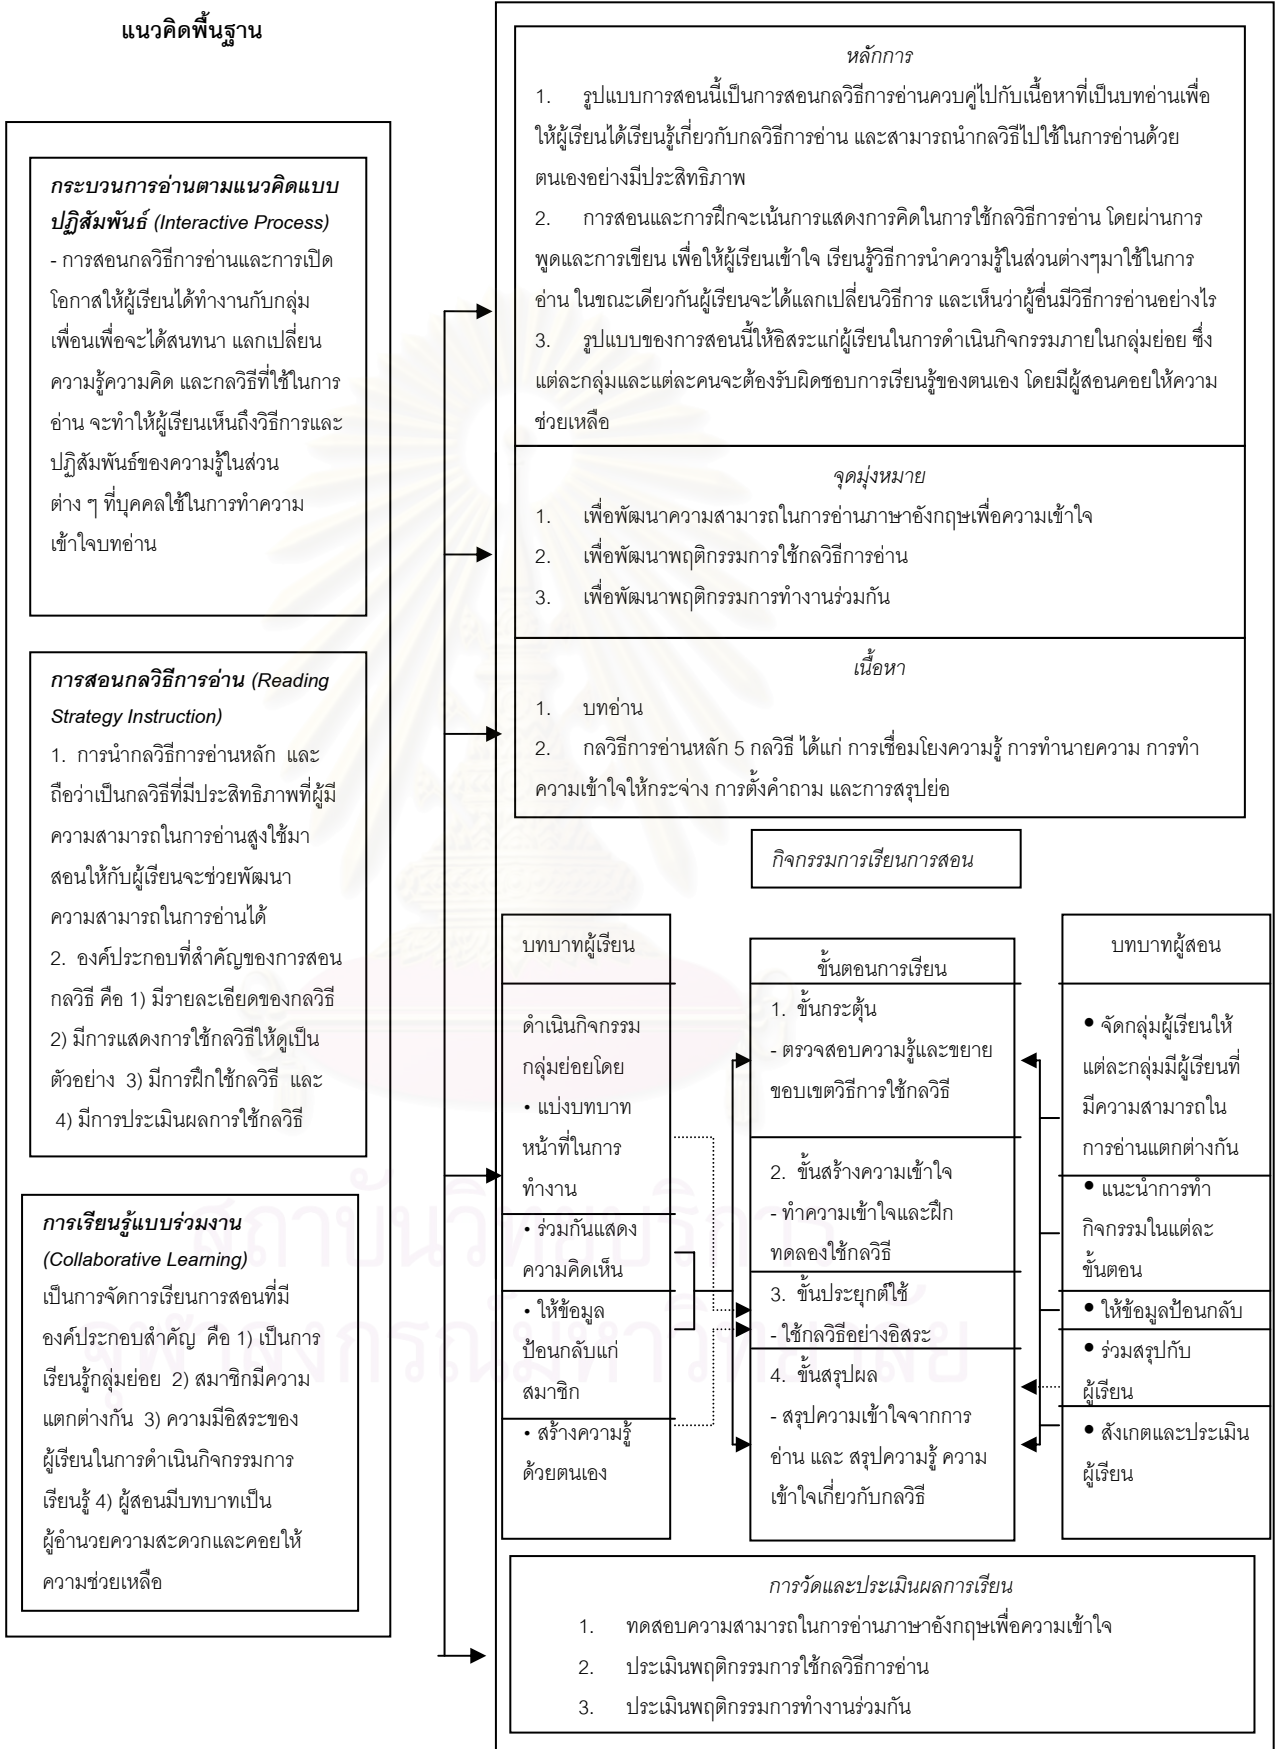 แนวคิดพื้นฐาน
กระบวนการอ่านตามแนวคิดแบบ
ปฏิสัมพันธ์ (Interactive Process)
- การสอนกลวิธีการอ่านและการเปิด
โอกาสให้ผู้เรียนได้ทำงานกับกลุ่ม
เพื่อนเพื่อจะได้สนทนา แลกเปลี่ยน
ความรู้ความคิด และกลวิธีที่ใช้ในการ
อ่าน จะทำให้ผู้เรียนเห็นถึงวิธีการและ
ปฏิสัมพันธ์ของความรู้ในส่วน
ต่าง ๆ ที่บุคคลใช้ในการทำความ
เข้าใจบทอ่าน
การสอนกลวิธีการอ่าน (Reading
Strategy Instruction)
1. การนำกลวิธีการอ่านหลัก และ
ถือว่าเป็นกลวิธีที่มีประสิทธิภาพที่ผู้มี
ความสามารถในการอ่านสูงใช้มา
สอนให้กับผู้เรียนจะช่วยพัฒนา
ความสามารถในการอ่านได้
2. องค์ประกอบที่สำคัญของการสอน
กลวิธี คือ 1) มีรายละเอียดของกลวิธี
2) มีการแสดงการใช้กลวิธีให้ดูเป็น
ตัวอย่าง 3) มีการฝึกใช้กลวิธี และ
4) มีการประเมินผลการใช้กลวิธี
การเรียนรู้แบบร่วมงาน
(Collaborative Learning)
เป็นการจัดการเรียนการสอนที่มี
องค์ประกอบสำคัญ คือ 1) เป็นการ
เรียนรู้กลุ่มย่อย 2) สมาชิกมีความ
แตกต่างกัน 3) ความมีอิสระของ
ผู้เรียนในการดำเนินกิจกรรมการ
เรียนรู้ 4) ผู้สอนมีบทบาทเป็น
ผู้อำนวยความสะดวกและคอยให้
ความช่วยเหลือ
หลักการ
1. รูปแบบการสอนนี้เป็นการสอนกลวิธีการอ่านควบคู่ไปกับเนื้อหาที่เป็นบทอ่านเพื่อ
ให้ผู้เรียนได้เรียนรู้เกี่ยวกับกลวิธีการอ่าน และสามารถนำกลวิธีไปใช้ในการอ่านด้วย
ตนเองอย่างมีประสิทธิภาพ
2. การสอนและการฝึกจะเน้นการแสดงการคิดในการใช้กลวิธีการอ่าน โดยผ่านการ
พูดและการเขียน เพื่อให้ผู้เรียนเข้าใจ เรียนรู้วิธีการนำความรู้ในส่วนต่างๆมาใช้ในการ
อ่าน ในขณะเดียวกันผู้เรียนจะได้แลกเปลี่ยนวิธีการ และเห็นว่าผู้อื่นมีวิธีการอ่านอย่างไร
3. รูปแบบของการสอนนี้ให้อิสระแก่ผู้เรียนในการดำเนินกิจกรรมภายในกลุ่มย่อย ซึ่ง
แต่ละกลุ่มและแต่ละคนจะต้องรับผิดชอบการเรียนรู้ของตนเอง โดยมีผู้สอนคอยให้ความ
ช่วยเหลือ
จุดมุ่งหมาย
1. เพื่อพัฒนาความสามารถในการอ่านภาษาอังกฤษเพื่อความเข้าใจ
2. เพื่อพัฒนาพฤติกรรมการใช้กลวิธีการอ่าน
3. เพื่อพัฒนาพฤติกรรมการทำงานร่วมกัน
เนื้อหา
1. บทอ่าน
2. กลวิธีการอ่านหลัก 5 กลวิธี ได้แก่ การเชื่อมโยงความรู้ การทำนายความ การทำ
ความเข้าใจให้กระจ่าง การตั้งคำถาม และการสรุปย่อ
กิจกรรมการเรียนการสอน
บทบาทผู้เรียน
ดำเนินกิจกรรม
กลุ่มย่อยโดย
• แบ่งบทบาท
หน้าที่ในการ
ทำงาน
• ร่วมกันแสดง
ความคิดเห็น
• ให้ข้อมูล
ป้อนกลับแก่
สมาชิก
• สร้างความรู้
ด้วยตนเอง
ขั้นตอนการเรียน
1. ขั้นกระตุ้น
- ตรวจสอบความรู้และขยาย
ขอบเขตวิธีการใช้กลวิธี
2. ขั้นสร้างความเข้าใจ
- ทำความเข้าใจและฝึก
ทดลองใช้กลวิธี
3. ขั้นประยุกต์ใช้
- ใช้กลวิธีอย่างอิสระ
4. ขั้นสรุปผล
- สรุปความเข้าใจจากการ
อ่าน และ สรุปความรู้ ความ
เข้าใจเกี่ยวกับกลวิธี
บทบาทผู้สอน
• จัดกลุ่มผู้เรียนให้
แต่ละกลุ่มมีผู้เรียนที่
มีความสามารถใน
การอ่านแตกต่างกัน
• แนะนำการทำ
กิจกรรมในแต่ละ
ขั้นตอน
• ให้ข้อมูลป้อนกลับ
• ร่วมสรุปกับ
ผู้เรียน
• สังเกตและประเมิน
ผู้เรียน
การวัดและประเมินผลการเรียน
1. ทดสอบความสามารถในการอ่านภาษาอังกฤษเพื่อความเข้าใจ
2. ประเมินพฤติกรรมการใช้กลวิธีการอ่าน
3. ประเมินพฤติกรรมการทำงานร่วมกัน
สถาบันวิทยบริการ
จุฬาลงกรณ์มหาวิทยาลัย